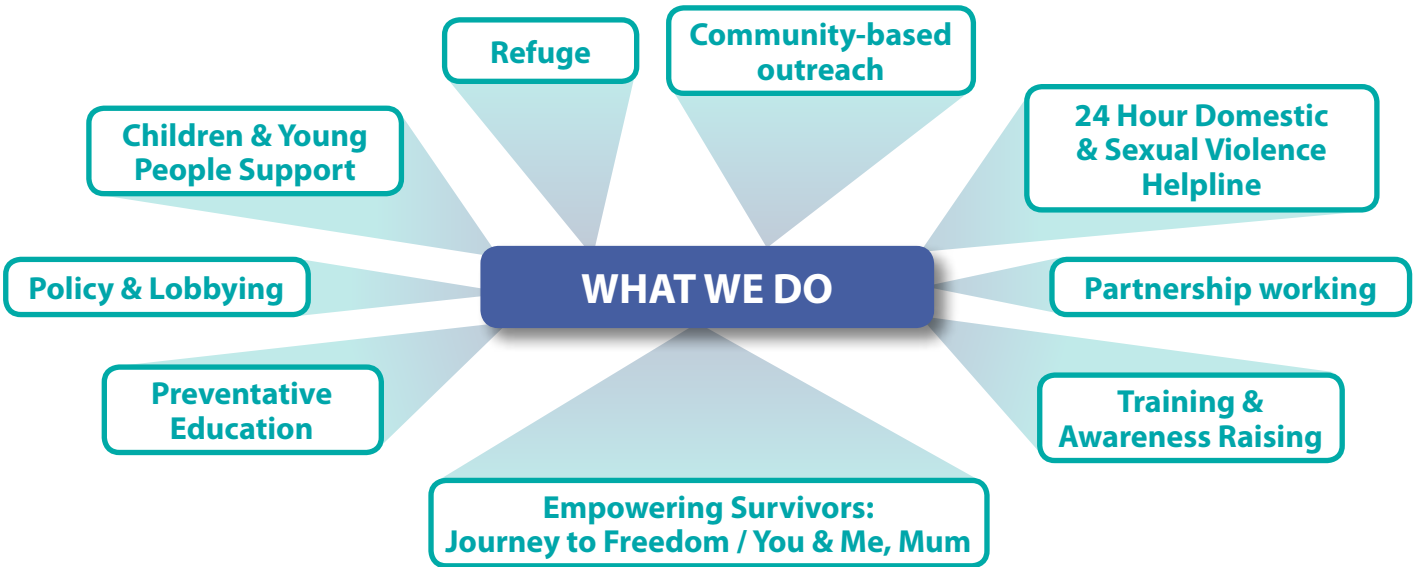 Refuge
Community-based
outreach
Children & Young
People Support
24 Hour Domestic
& Sexual Violence
Helpline
Policy & Lobbying
WHAT WE DO
Partnership working
Preventative
Education
Training &
Awareness Raising
Empowering Survivors:
Journey to Freedom / You & Me, Mum